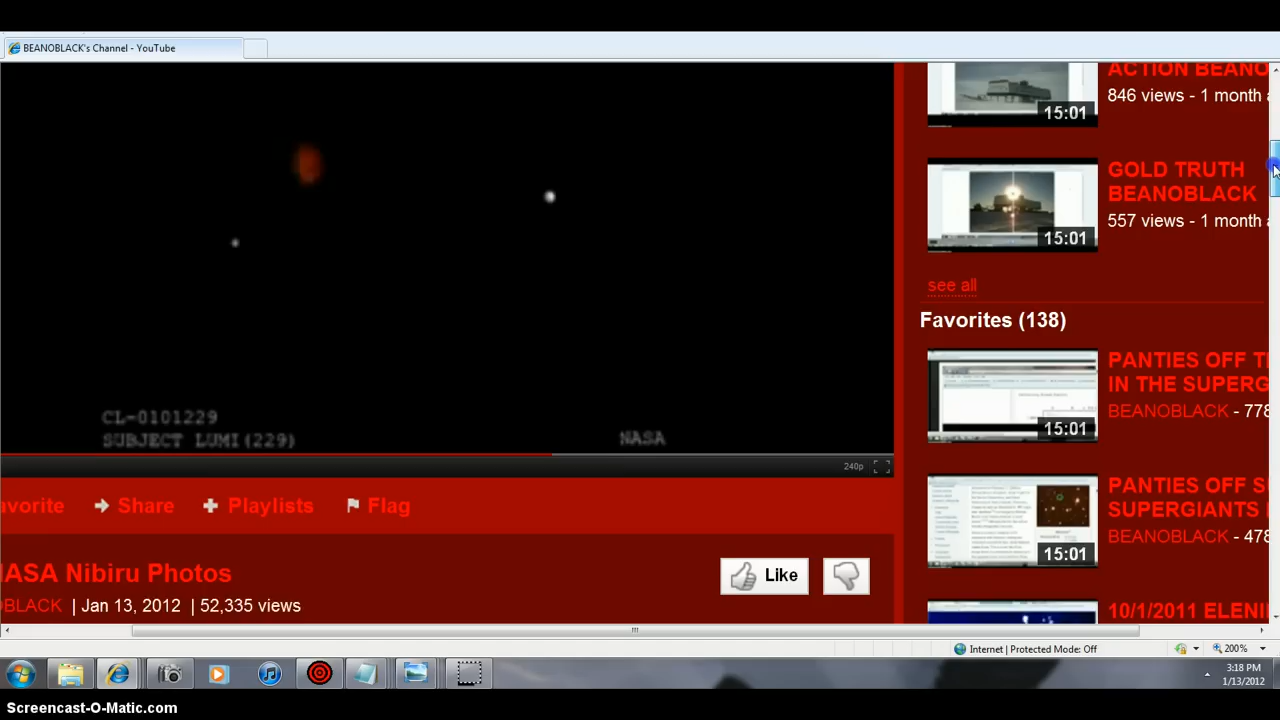 BEANOBLACK's Channel - YouTube
ACTION BEANO
846 views - 1 month a
15:01
GOLD TRUTH
BEANOBLACK
557 views - 1 month a
15:01
see all
Favorites (138)
PANTIES OFF T
IN THE SUPERG
BEANOBLACK - 778
15:01
PANTIES OFF S
SUPERGIANTS
BEANOBLACK - 478
15:01
10/1/2011 ELENI
CL-0101229
SUBJECT LUMI(229)
NASA
240p
avorite
Share
Playlists
Flag
NASA Nibiru Photos
Like
OBLACK | Jan 13, 2012 | 52,335 views
Internet | Protected Mode: Off
200%
3:18 PM
1/13/2012
Screencast-O-Matic.com